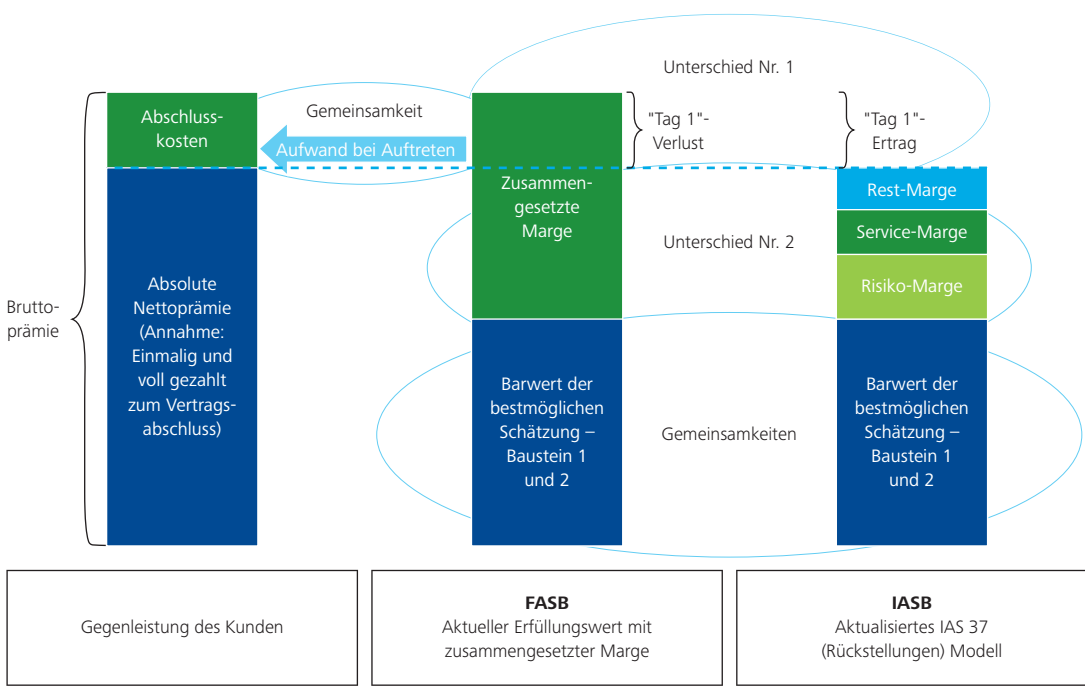 Unterschied Nr. 1
Abschluss-
kosten
Gemeinsamkeit
Aufwand bei Auftreten
"Tag 1"-
Verlust
"Tag 1"-
Ertrag
Zusammen-
gesetzte
Marge
Rest-Marge
Service-Marge
Risiko-Marge
Unterschied Nr. 2
Brutto-
prämie
Absolute
Nettoprämie
(Annahme:
Einmalig und
voll gezahlt
zum Vertrags-
abschluss)
Barwert der
bestmöglichen
Schätzung –
Baustein 1
und 2
Gemeinsamkeiten
Barwert der
bestmöglichen
Schätzung –
Baustein 1
und 2
Gegenleistung des Kunden
FASB
Aktueller Erfüllungswert mit
zusammengesetzter Marge
IASB
Aktualisiertes IAS 37
(Rückstellungen) Modell